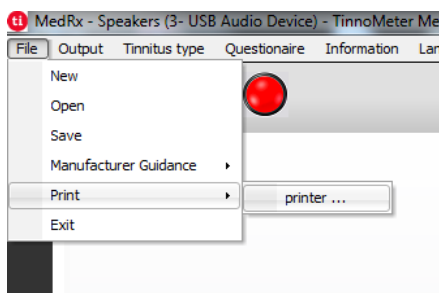 ti MedRx - Speakers (3- USB Audio Device) - TinnoMeter Me
File Output Tinnitus type Questionaire Information Lan
New
Open
Save
Manufacturer Guidance
Print
printer ...
Exit